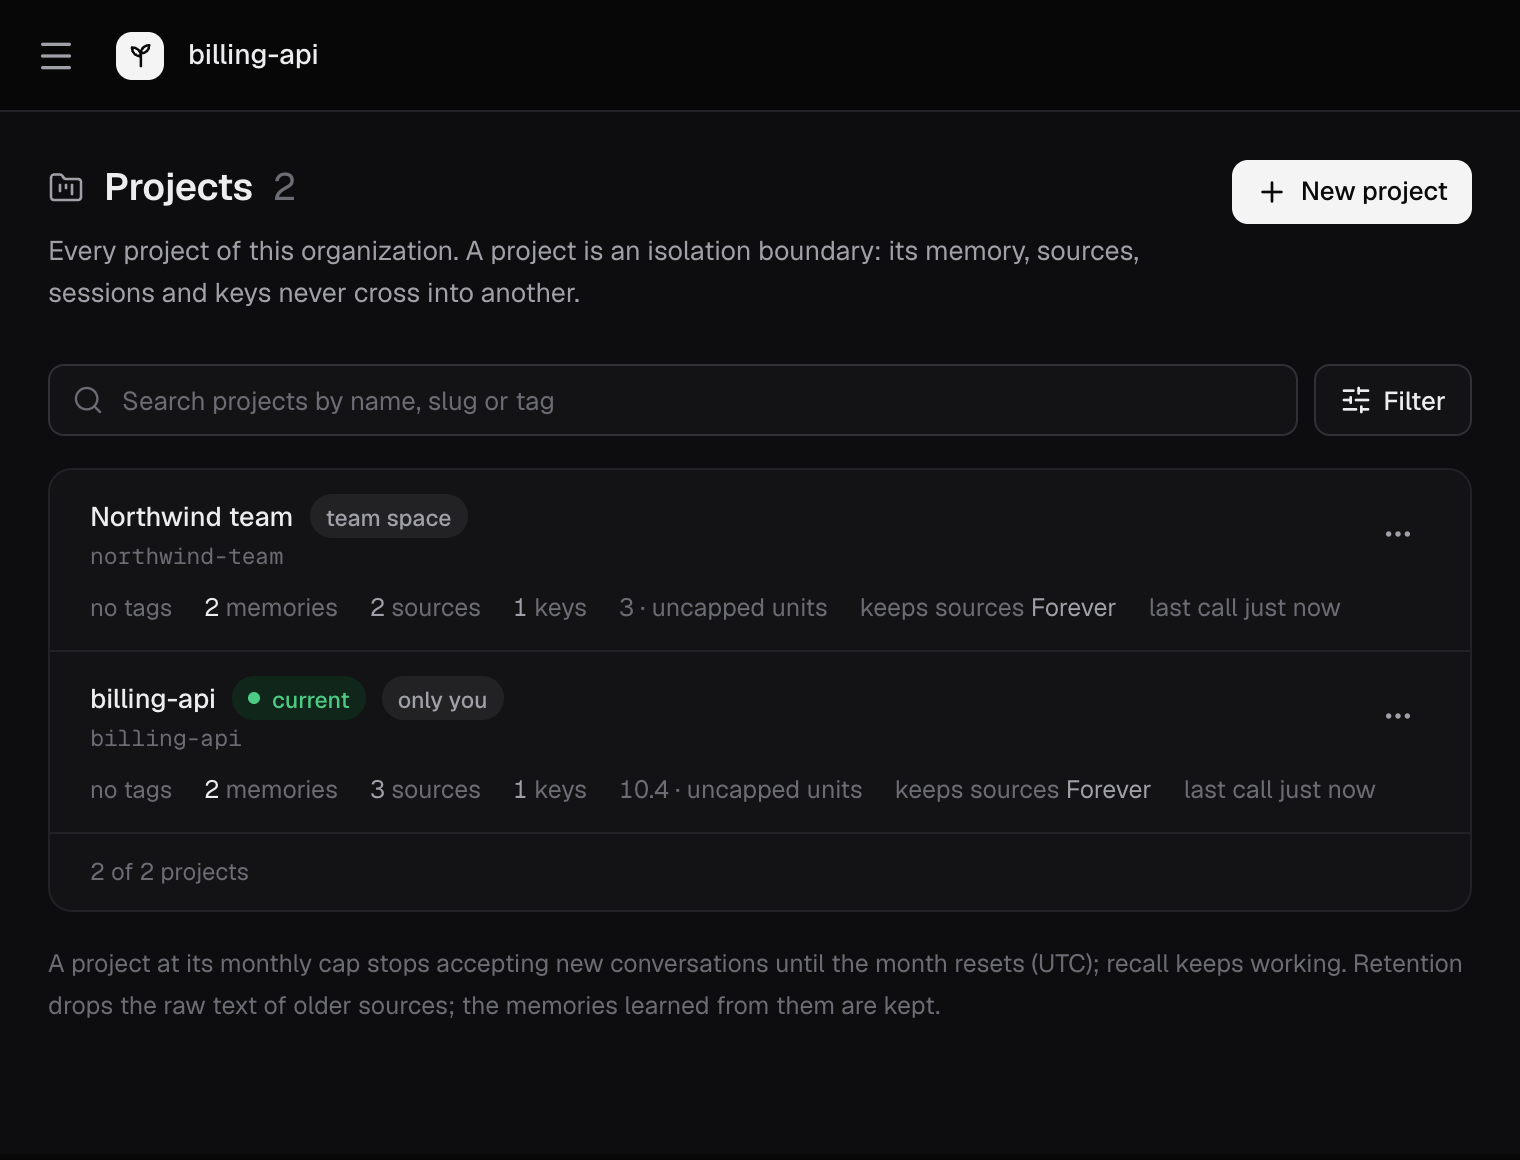 billing-api
Projects 2
New project
Every project of this organization. A project is an isolation boundary: its memory, sources,
sessions and keys never cross into another.
Search projects by name, slug or tag
Filter
Northwind team team space
northwind-team
no tags 2 memories 2 sources 1 keys 3 · uncapped units keeps sources Forever last call just now
billing-api current only you
billing-api
no tags 2 memories 3 sources 1 keys 10.4 · uncapped units keeps sources Forever last call just now
2 of 2 projects
A project at its monthly cap stops accepting new conversations until the month resets (UTC); recall keeps working. Retention
drops the raw text of older sources; the memories learned from them are kept.